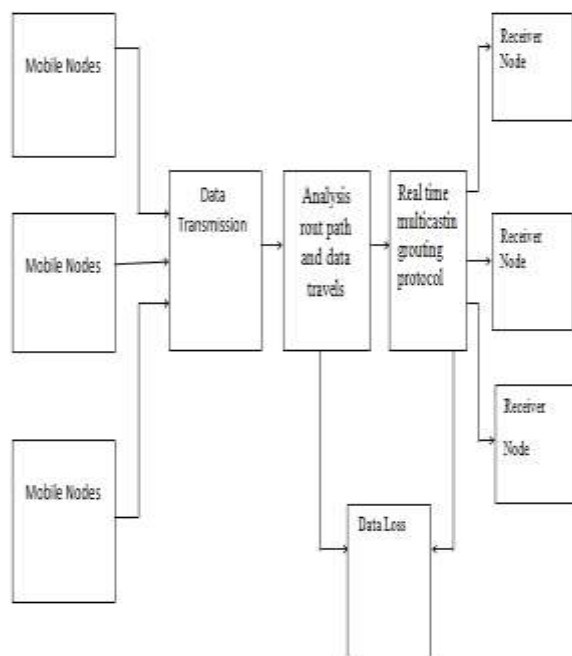 Mobile Nodes
Mobile Nodes
Mobile Nodes
Data
Transmission
Analysis
rout path
and data
travels
Real time
multicastin
grouting
protocol
Receiver
Node
Receiver
Node
Receiver
Node
Data Loss